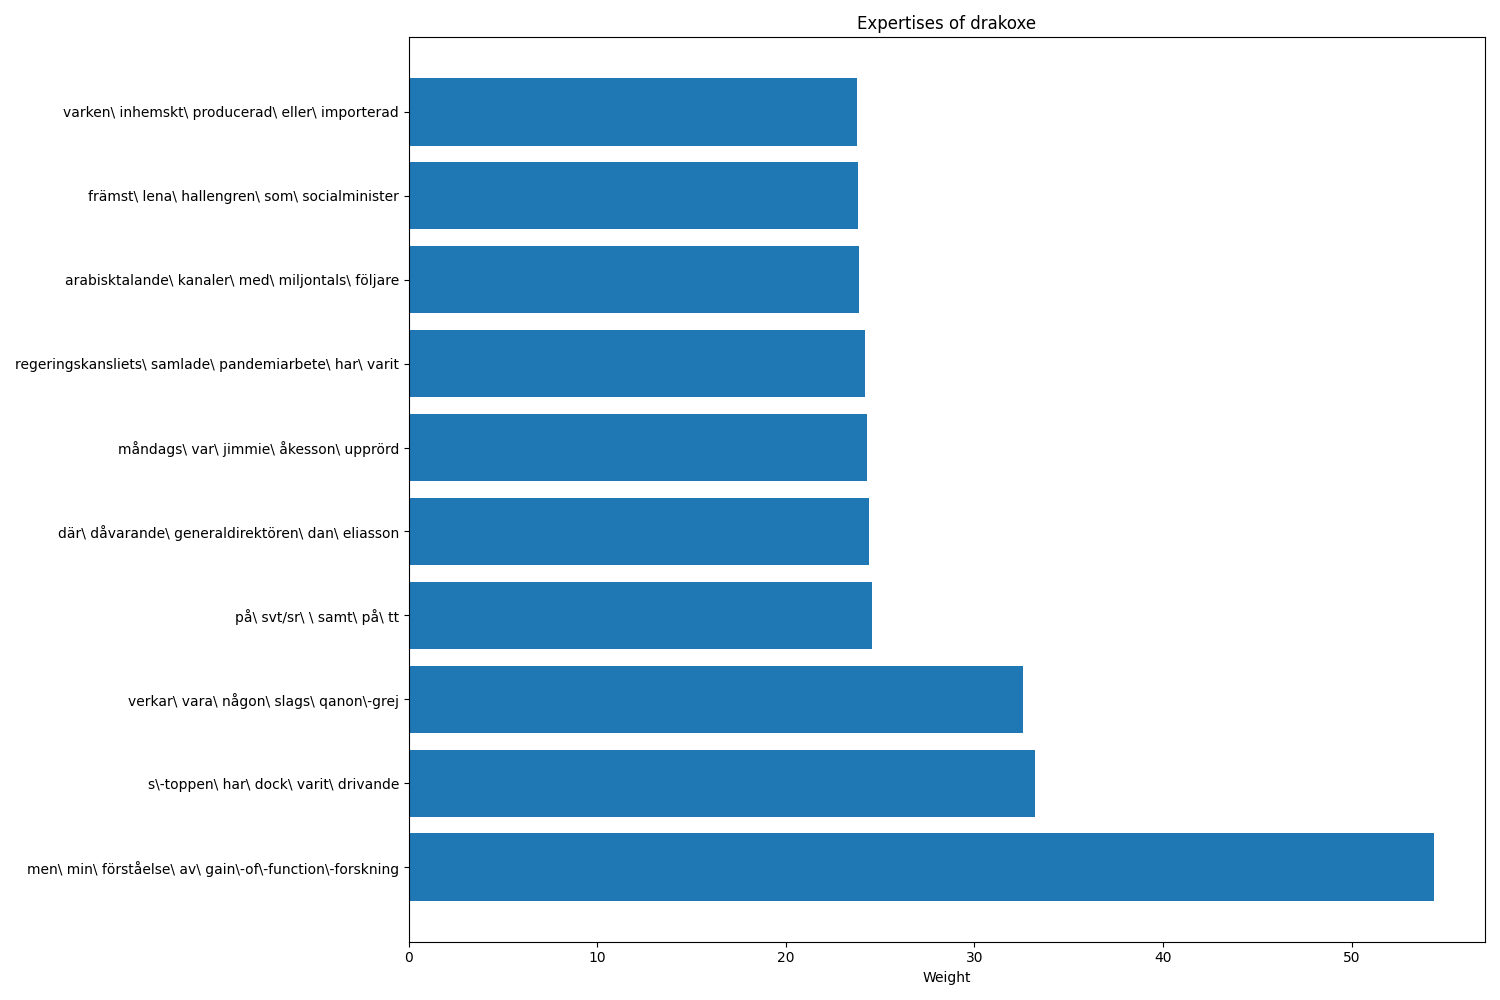 Expertises of drakoxe
varken\ inhemskt\ producerad\ eller\ importerad
främst\ lena\ hallengren\ som\ socialminister
arabisktalande\ kanaler\ med\ miljontals\ följare
regeringskansliets\ samlade\ pandemiarbete\ har\ varit
måndags\ var\ jimmie\ åkesson\ upprörd
där\ dåvarande\ generaldirektören\ dan\ eliasson
på\ svt/sr\ \ samt\ på\ tt
verkar\ vara\ någon\ slags\ qanon\-grej
s\-toppen\ har\ dock\ varit\ drivande
men\ min\ förståelse\ av\ gain\-of\-function\-forskning
0 10 20 30 40 50
Weight